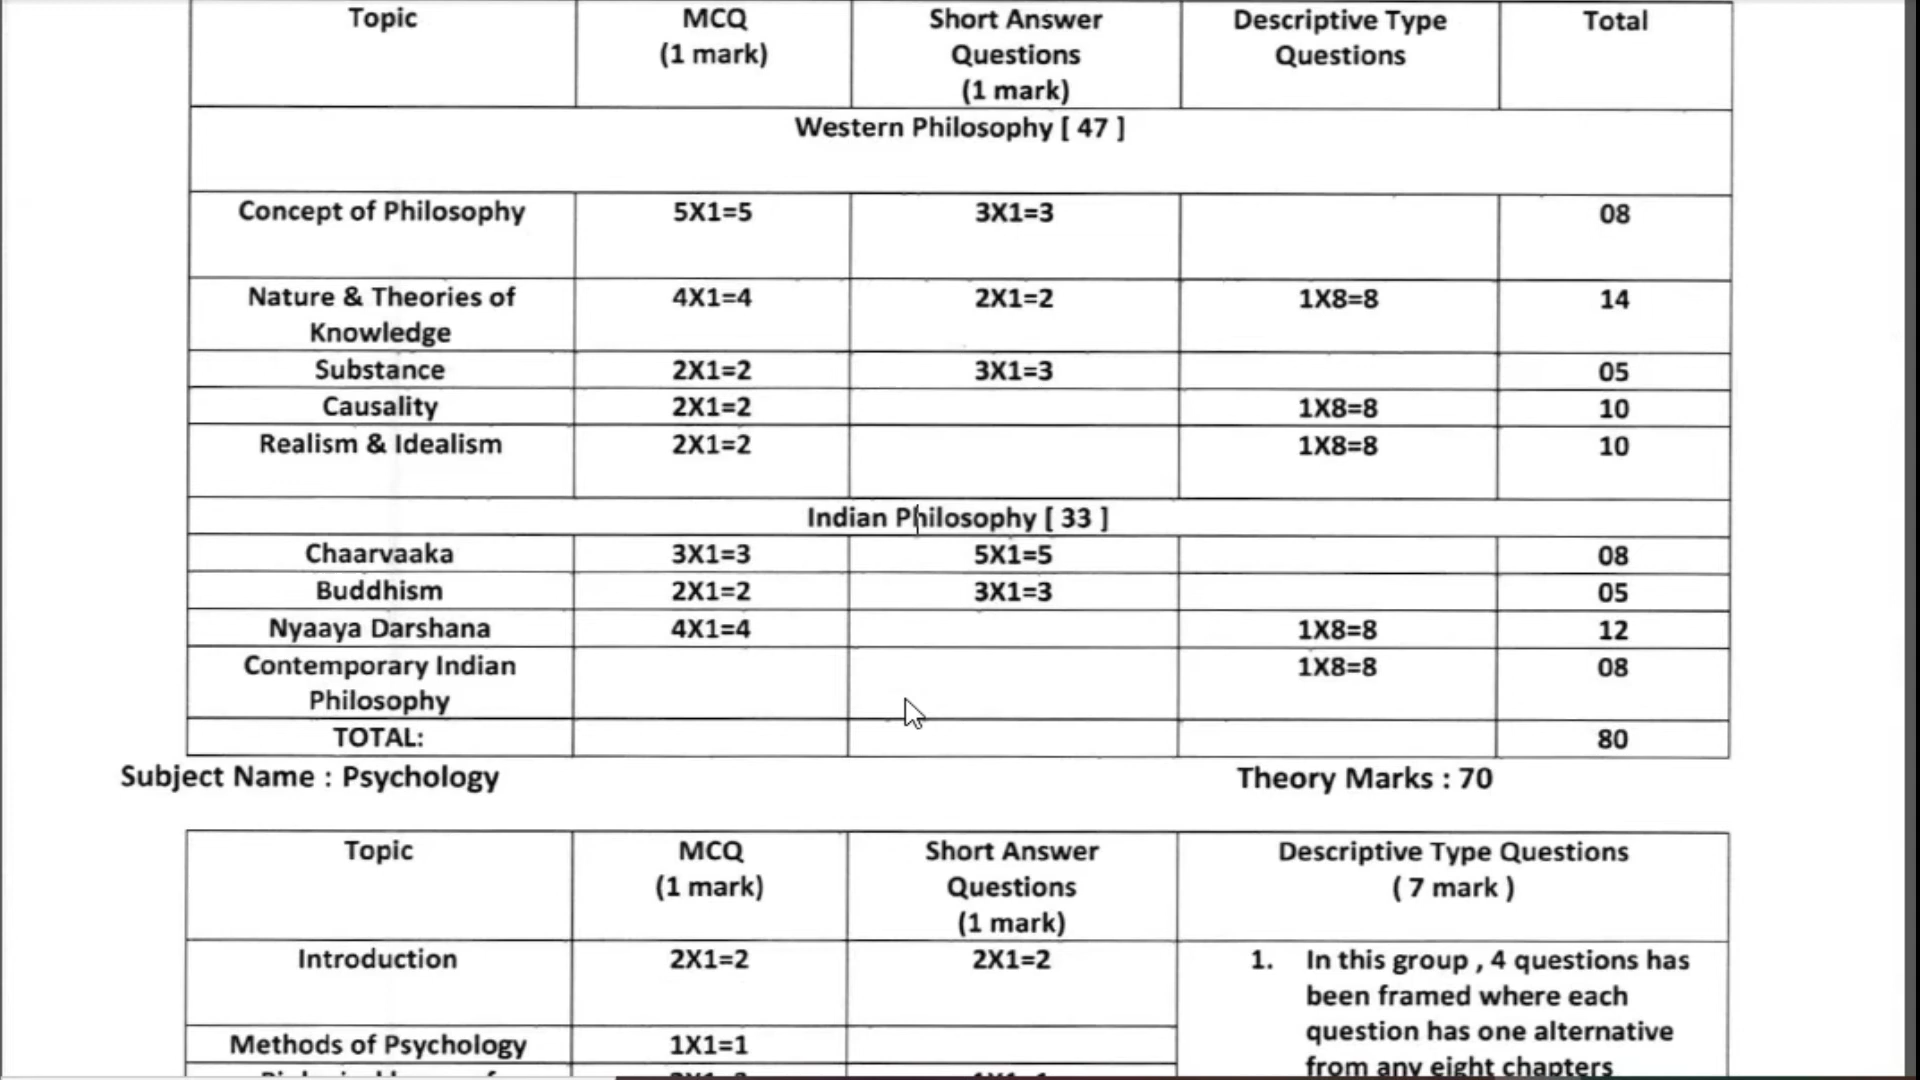 Topic MCQ Short Answer Descriptive Type Total
(1 mark) Questions Questions
(1 mark)
Western Philosophy [ 47 ]
Concept of Philosophy 5X1=5 3X1=3 08
Nature & Theories of 4X1=4 2X1=2 1X8=8 14
Knowledge
Substance 2X1=2 3X1=3 05
Causality 2X1=2 1X8=8 10
Realism & Idealism 2X1=2 1X8=8 10
Indian Philosophy [ 33 ]
Chaarvaaka 3X1=3 5X1=5 08
Buddhism 2X1=2 3X1=3 05
Nyaaya Darshana 4X1=4 1X8=8 12
Contemporary Indian 1X8=8 08
Philosophy
TOTAL: 80
Subject Name : Psychology Theory Marks : 70
Topic MCQ Short Answer Descriptive Type Questions
(1 mark) Questions ( 7 mark )
(1 mark)
Introduction 2X1=2 2X1=2 1. In this group , 4 questions has
been framed where each
question has one alternative
Methods of Psychology 1X1=1
from any eight chapters